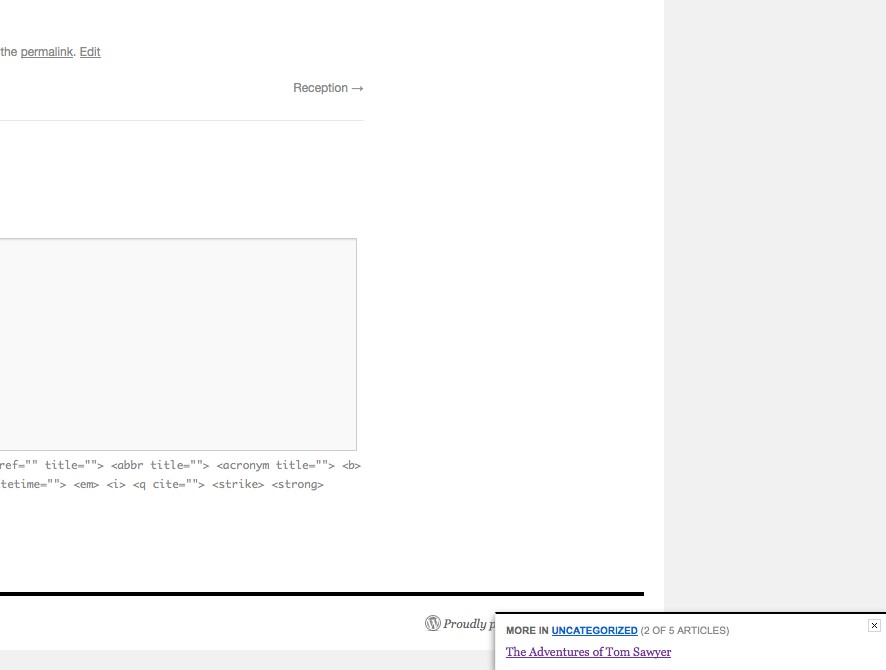 the permalink. Edit
Reception →
ref="" title=""> <abbr title=""> <acronym title=""> <b>
tetime=""> <em> <i> <q cite=""> <strike> <strong>
Proudly p
MORE IN UNCATEGORIZED (2 OF 5 ARTICLES)
The Adventures of Tom Sawyer